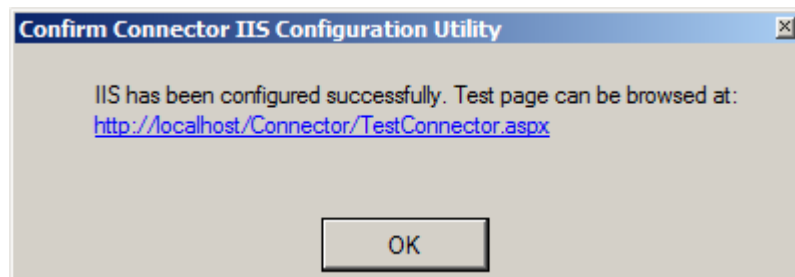 Confirm Connector IIS Configuration Utility
IIS has been configured successfully. Test page can be browsed at:
http://localhost/Connector/TestConnector.aspx
OK